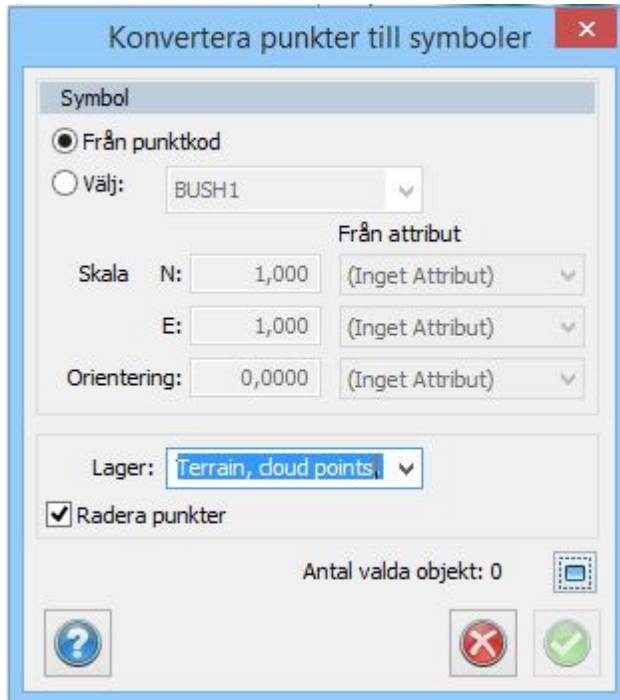 Konvertera punkter till symboler
Symbol
Från punktkod
Välj: BUSH1
Från attribut
Skala N: 1,000 (Inget Attribut)
E: 1,000 (Inget Attribut)
Orientering: 0,0000 (Inget Attribut)
Lager: Terrain, cloud points,
Radera punkter
Antal valda objekt: 0